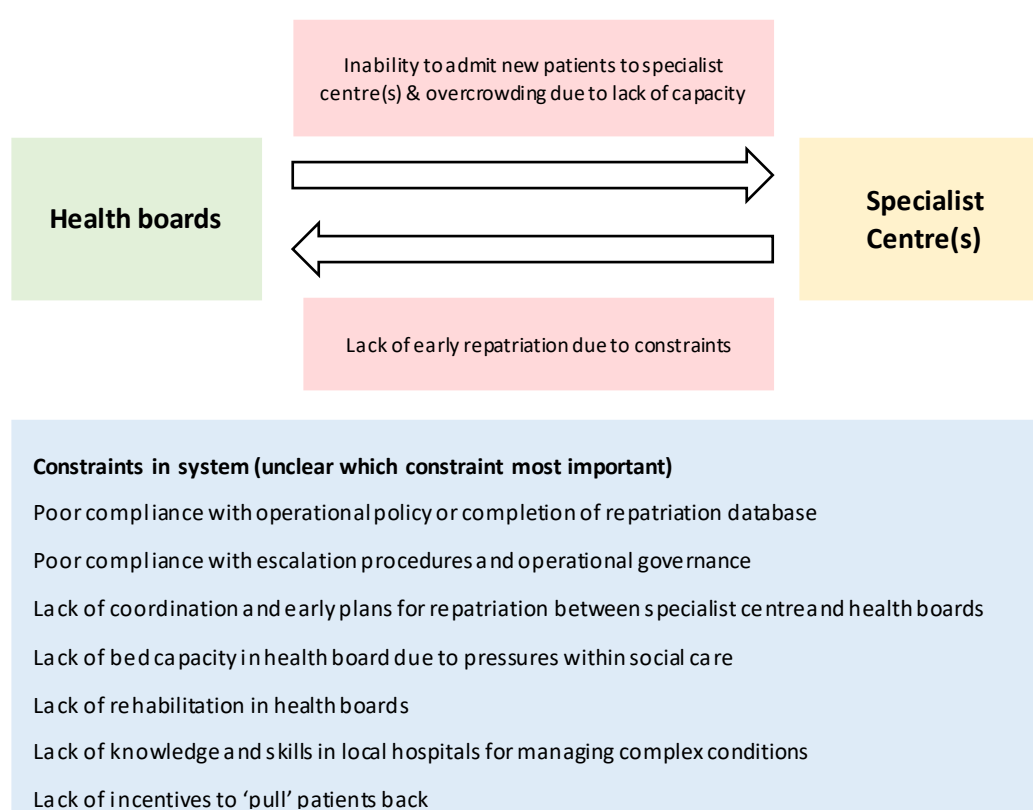 Inability to admit new patients to specialist
centre(s) & overcrowding due to lack of capacity
Health boards
Specialist
Centre(s)
Lack of early repatriation due to constraints
Constraints in system (unclear which constraint most important)
Poor compliance with operational policy or completion of repatriation database
Poor compliance with escalation procedures and operational governance
Lack of coordination and early plans for repatriation between specialist centre and health boards
Lack of bed capacity in health board due to pressures within social care
Lack of rehabilitation in health boards
Lack of knowledge and skills in local hospitals for managing complex conditions
Lack of incentives to ‘pull’ patients back